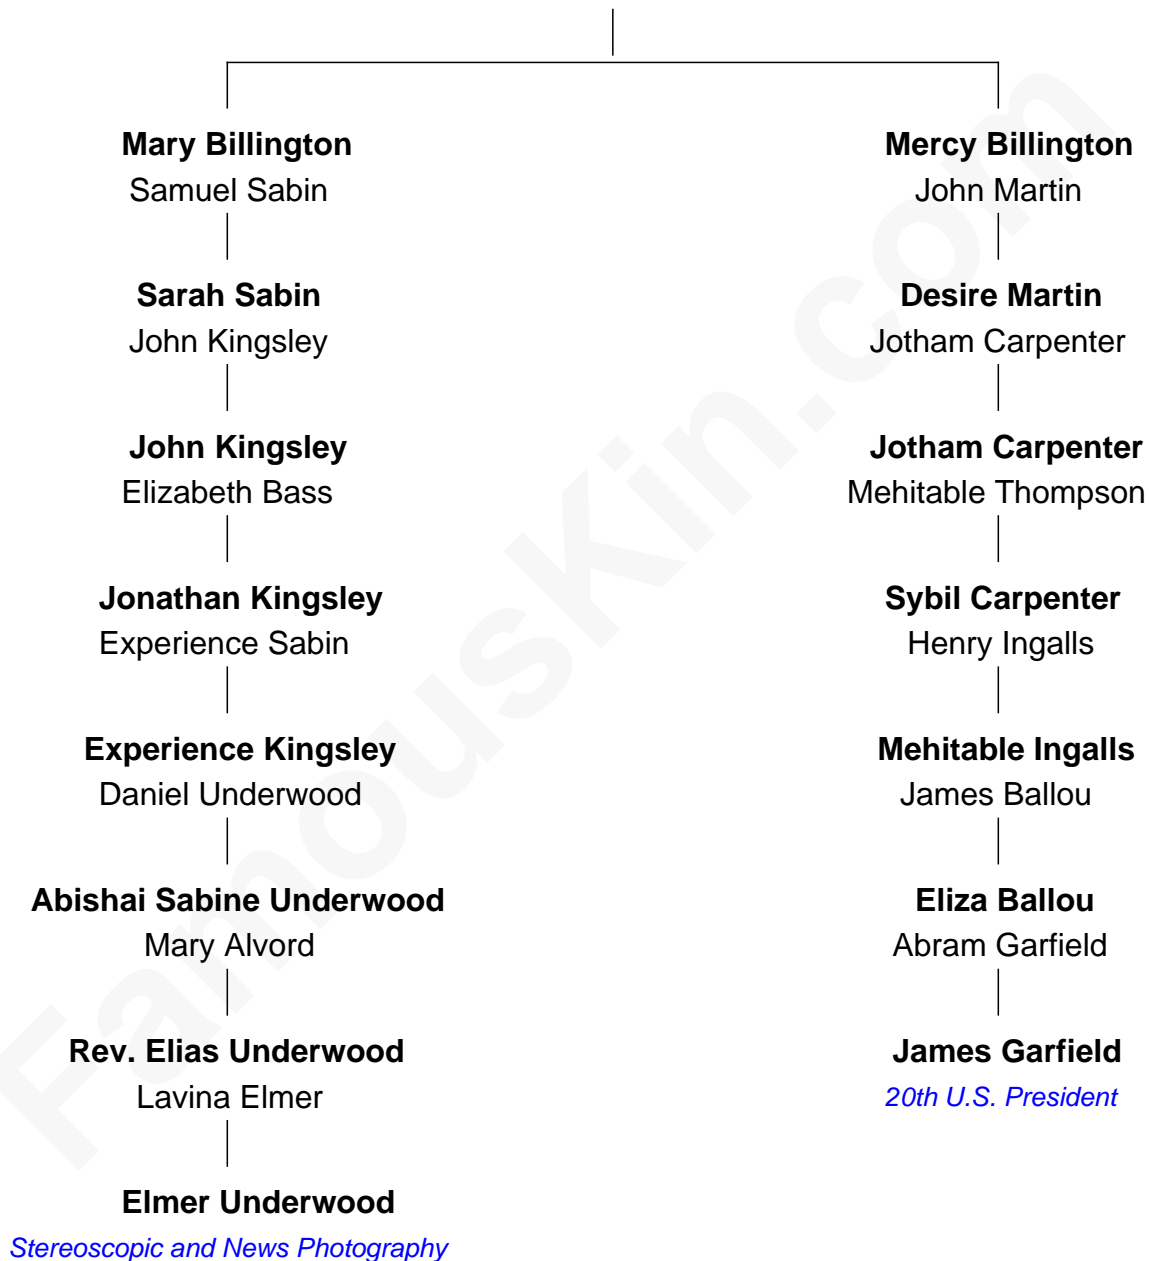 Mary Billington
Samuel Sabin
Sarah Sabin
John Kingsley
John Kingsley
Elizabeth Bass
Jonathan Kingsley
Experience Sabin
Experience Kingsley
Daniel Underwood
Abishai Sabine Underwood
Mary Alvord
Rev. Elias Underwood
Lavina Elmer
Elmer Underwood
Stereoscopic and News Photography
Mercy Billington
John Martin
Desire Martin
Jotham Carpenter
Jotham Carpenter
Mehitable Thompson
Sybil Carpenter
Henry Ingalls
Mehitable Ingalls
James Ballou
Eliza Ballou
Abram Garfield
James Garfield
20th U.S. President
FamousKin.com